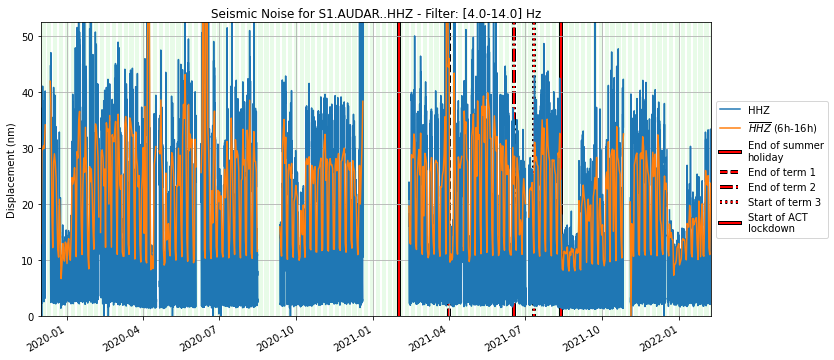 Seismic Noise for S1.AUDAR..HHZ - Filter: [4.0-14.0] Hz
Displacement (nm)
50
40
30
20
10
0
2020-01
2020-04
2020-07
2020-10
2021-01
2021-04
2021-07
2021-10
2022-01
HHZ
HHZ (6h-16h)
End of summer
holiday
End of term 1
End of term 2
Start of term 3
Start of ACT
lockdown